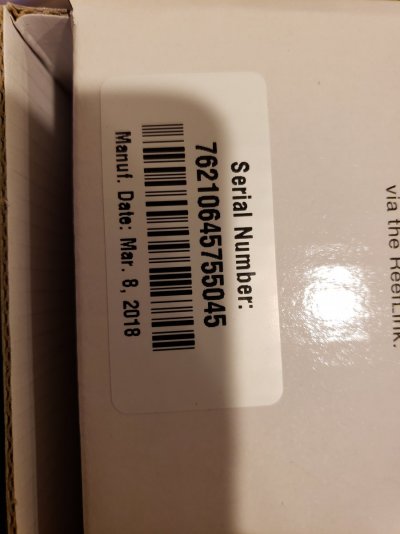 Serial Number:
76210645755045
Manuf. Date: Mar. 8, 2018
via the ReefLink.